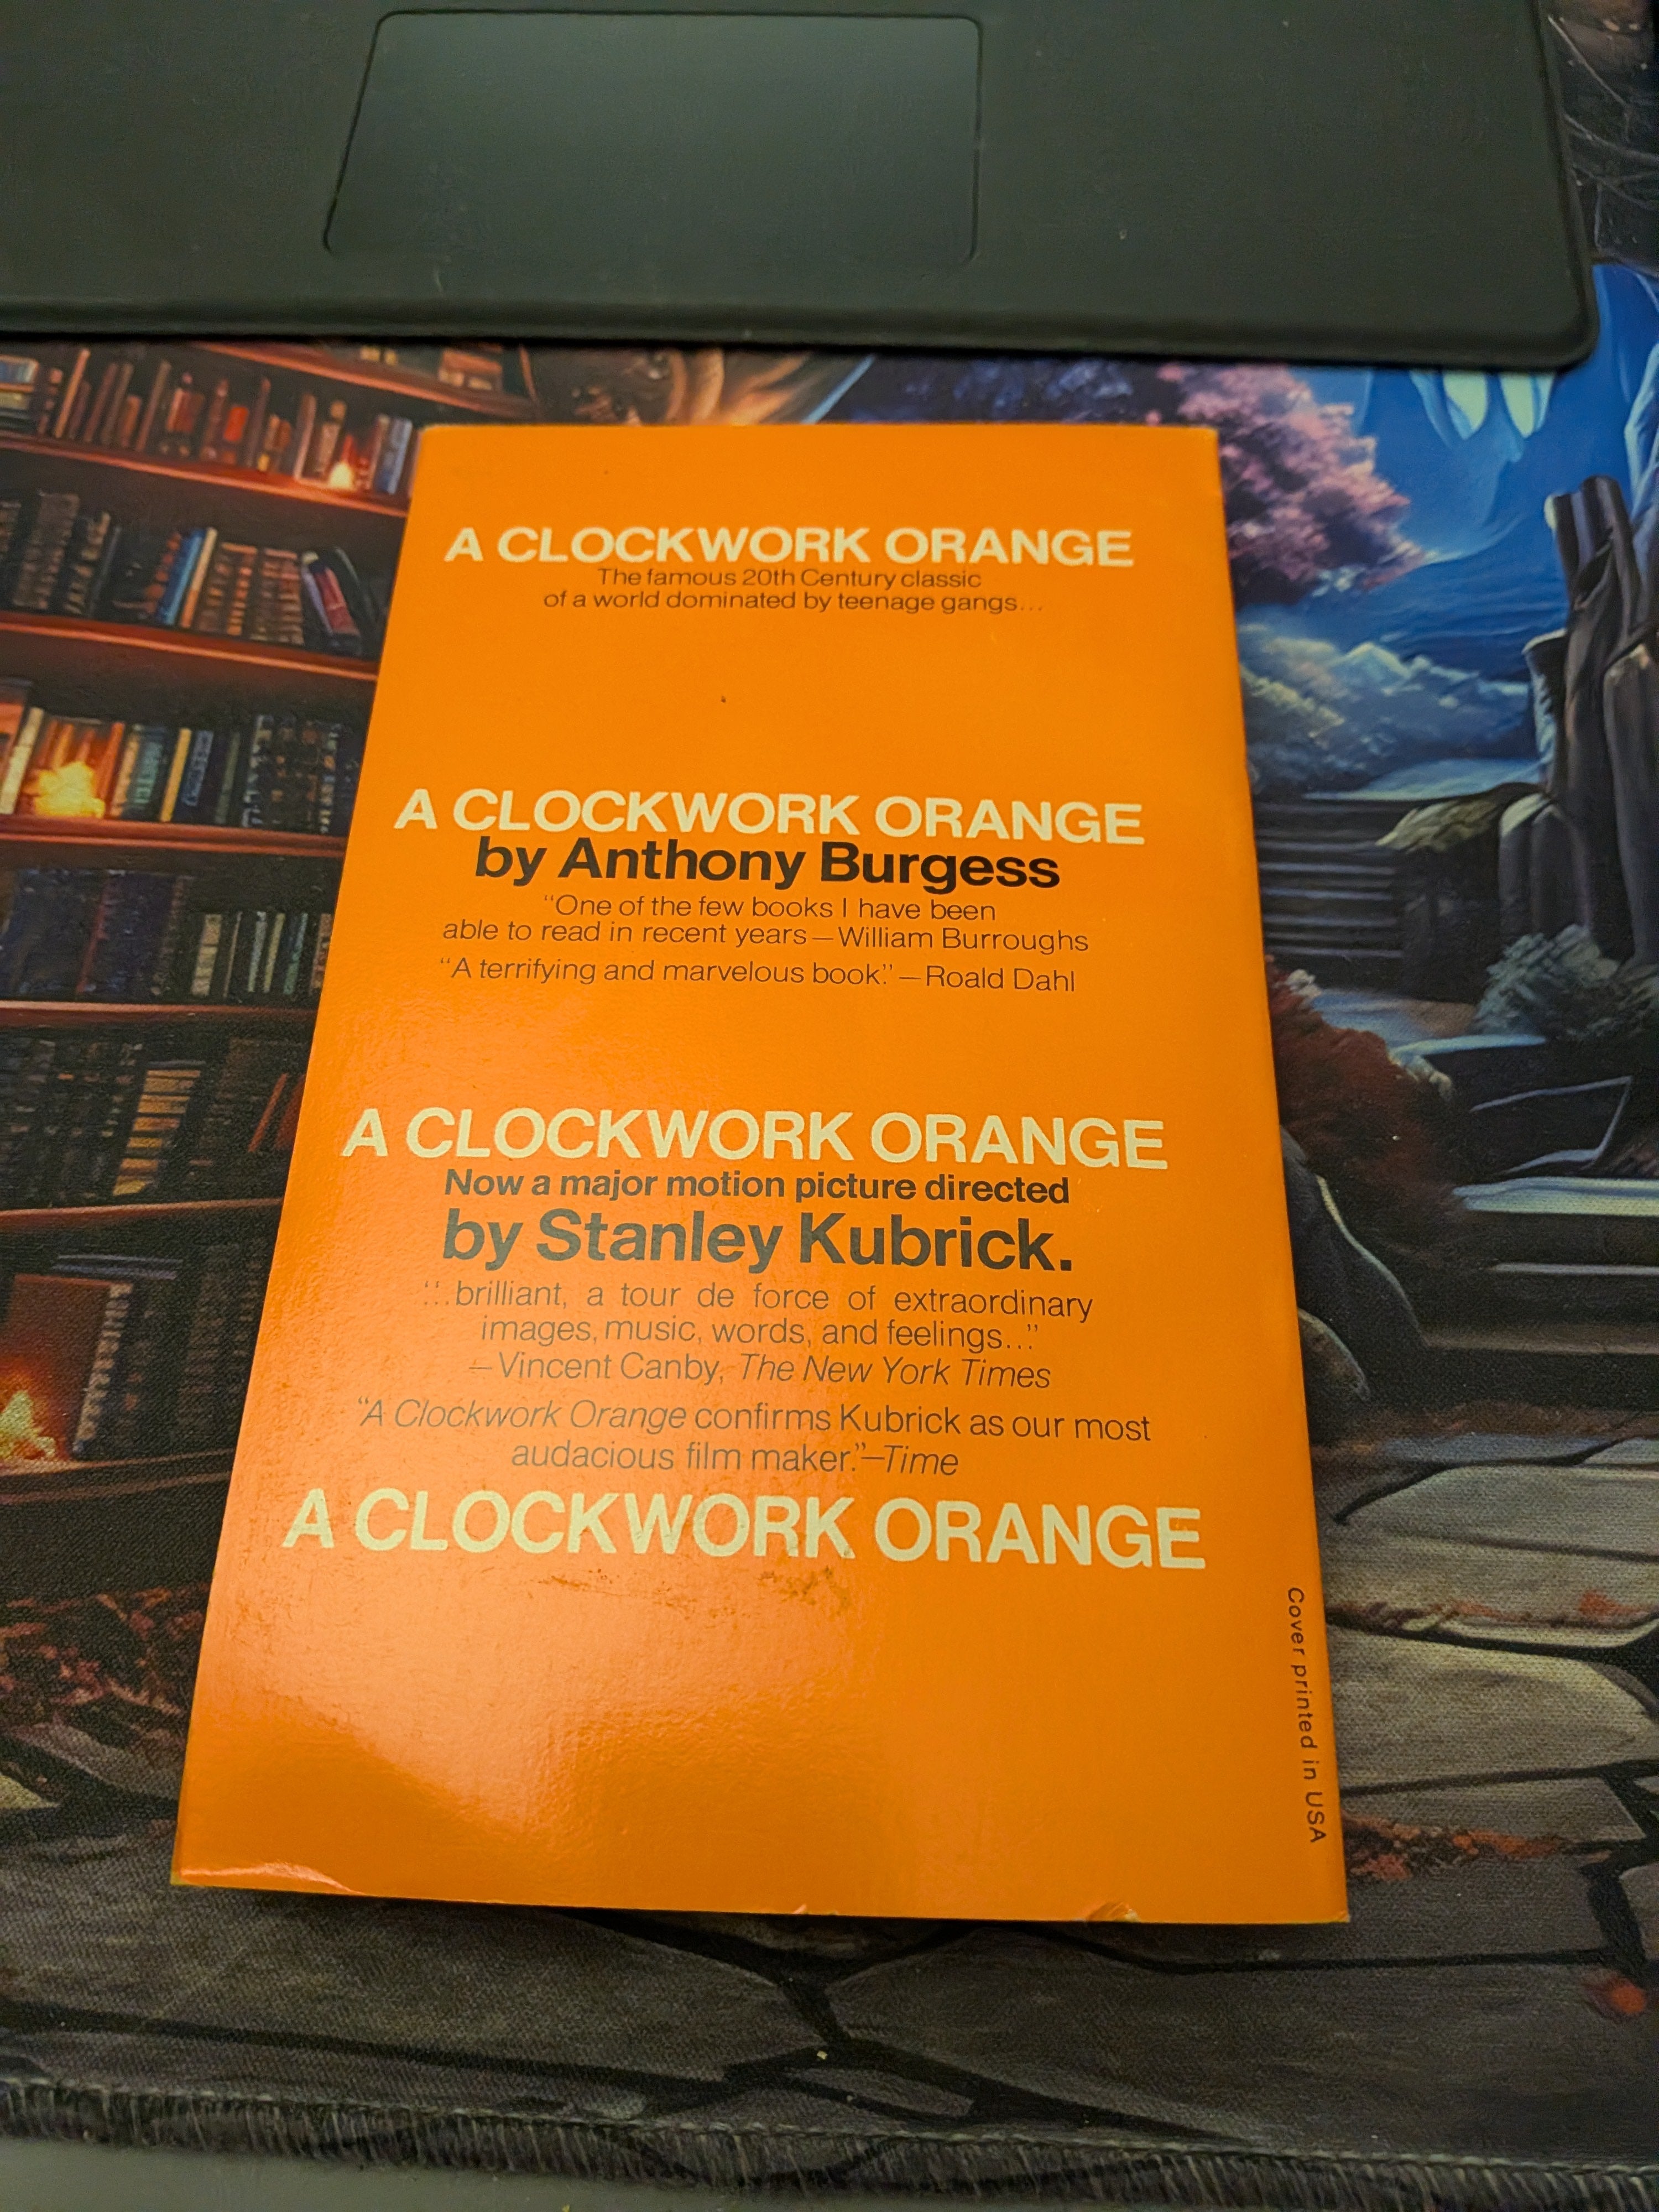 A CLOCKWORK ORANGE
The famous 20th Century classic
of a world dominated by teenage gangs...
A CLOCKWORK ORANGE
by Anthony Burgess
“One of the few books I have been
able to read in recent years—William Burroughs
“A terrifying and marvelous book.”—Roald Dahl
A CLOCKWORK ORANGE
Now a major motion picture directed
by Stanley Kubrick.
“...brilliant, a tour de force of extraordinary
images, music, words, and feelings...”
—Vincent Canby, The New York Times
“A Clockwork Orange confirms Kubrick as our most
audacious film maker.”—Time
A CLOCKWORK ORANGE
Cover printed in USA